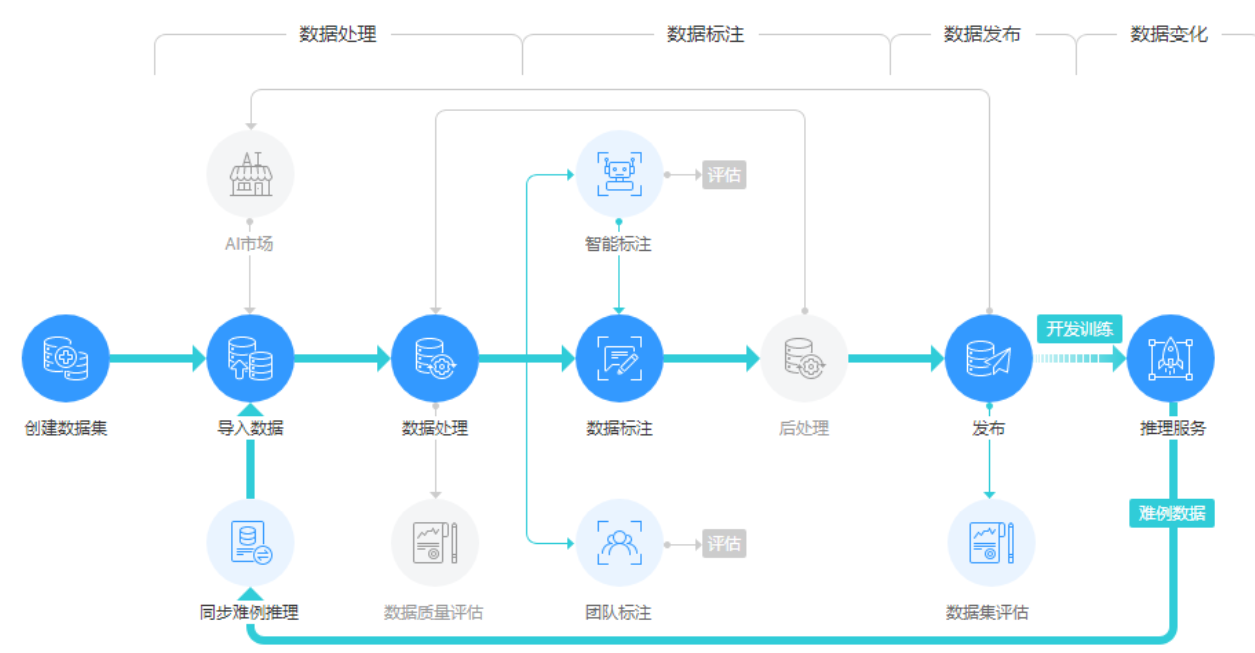 数据处理
数据标注
数据发布
数据变化
AI
评估
AI市场
智能标注
开发训练
创建数据集
导入数据
数据处理
数据标注
后处理
发布
推理服务
难例数据
评估
同步难例推理
数据质量评估
团队标注
数据集评估